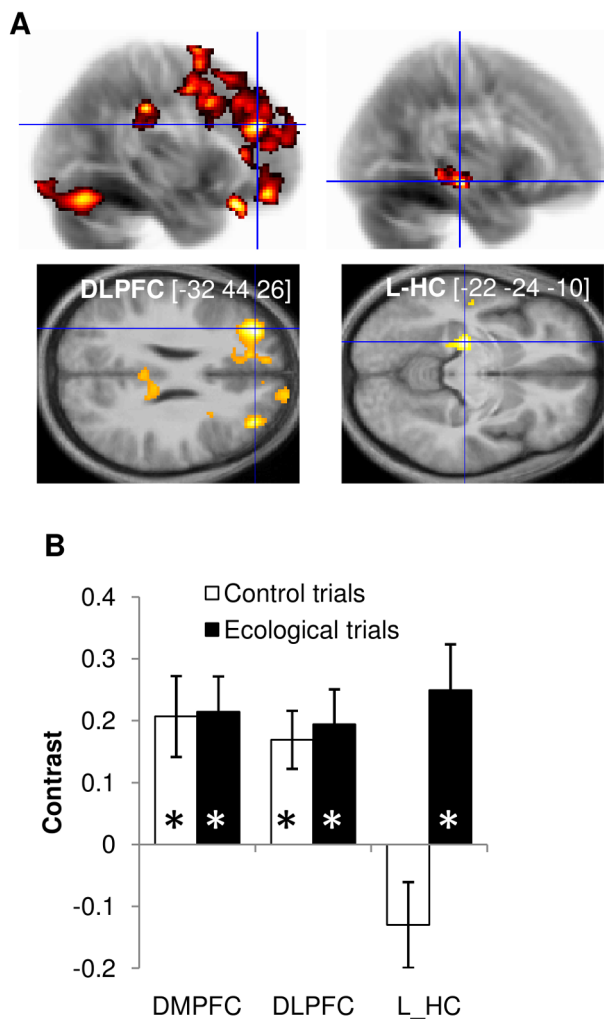 A
DLPFC [-32 44 26]
L-HC [-22 -24 -10]
B
Control trials
Ecological trials
Contrast
0.4
0.3
0.2
0.1
0
-0.1
-0.2
* * * * *
DMPFC DLPFC L_HC